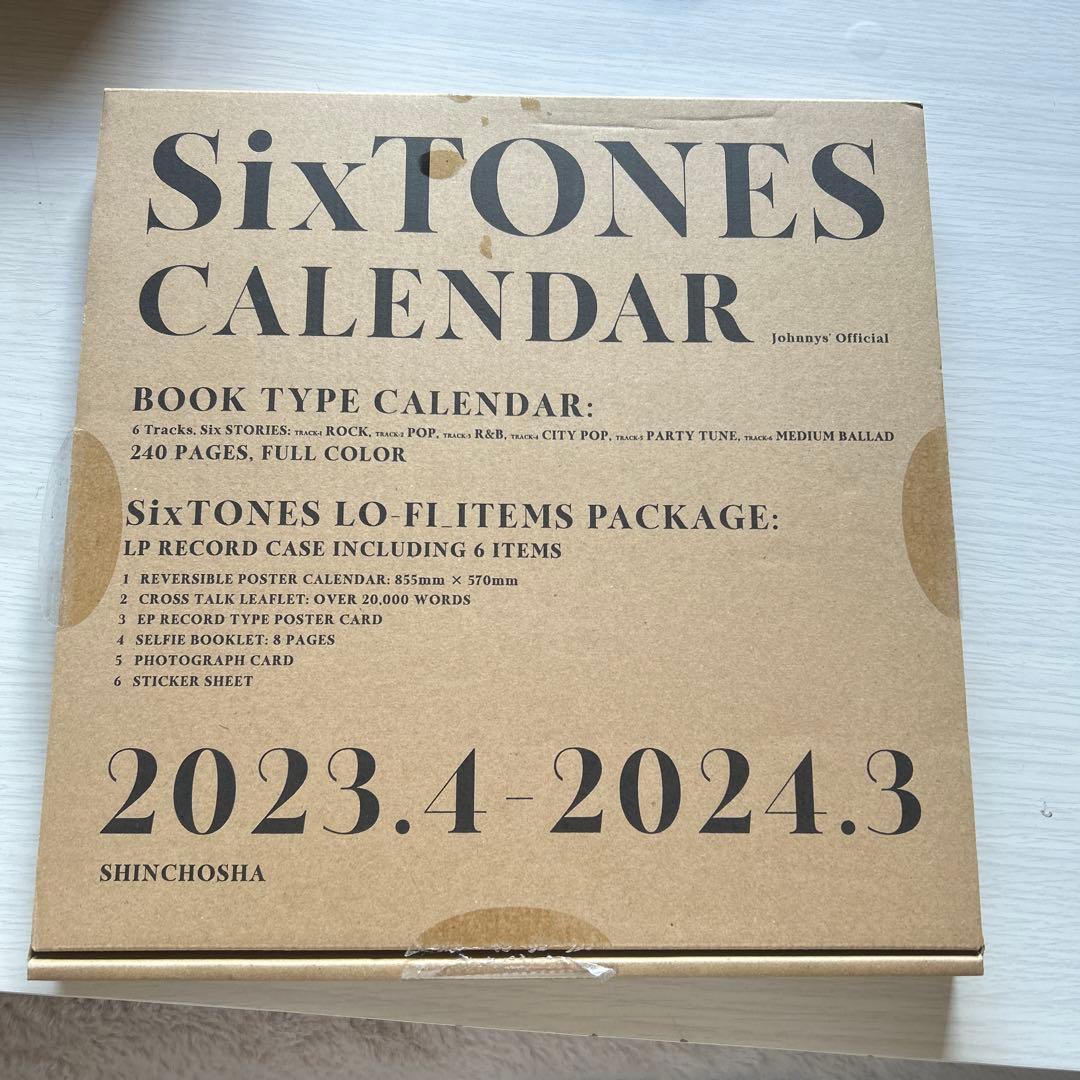 SixTONES
CALENDAR
Johnnys' Official
BOOK TYPE CALENDAR:
6 Tracks, Six STORIES: TRACK-1 ROCK, TRACK-2 POP, TRACK-3 R&B, TRACK-4 CITY POP, TRACK-5 PARTY TUNE, TRACK-6 MEDIUM BALLAD
240 PAGES, FULL COLOR
SixTONES LO-FI_ITEMS PACKAGE:
LP RECORD CASE INCLUDING 6 ITEMS
1 REVERSIBLE POSTER CALENDAR: 855mm × 570mm
2 CROSS TALK LEAFLET: OVER 20,000 WORDS
3 EP RECORD TYPE POSTER CARD
4 SELFIE BOOKLET: 8 PAGES
5 PHOTOGRAPH CARD
6 STICKER SHEET
2023.4-2024.3
SHINCHOSHA